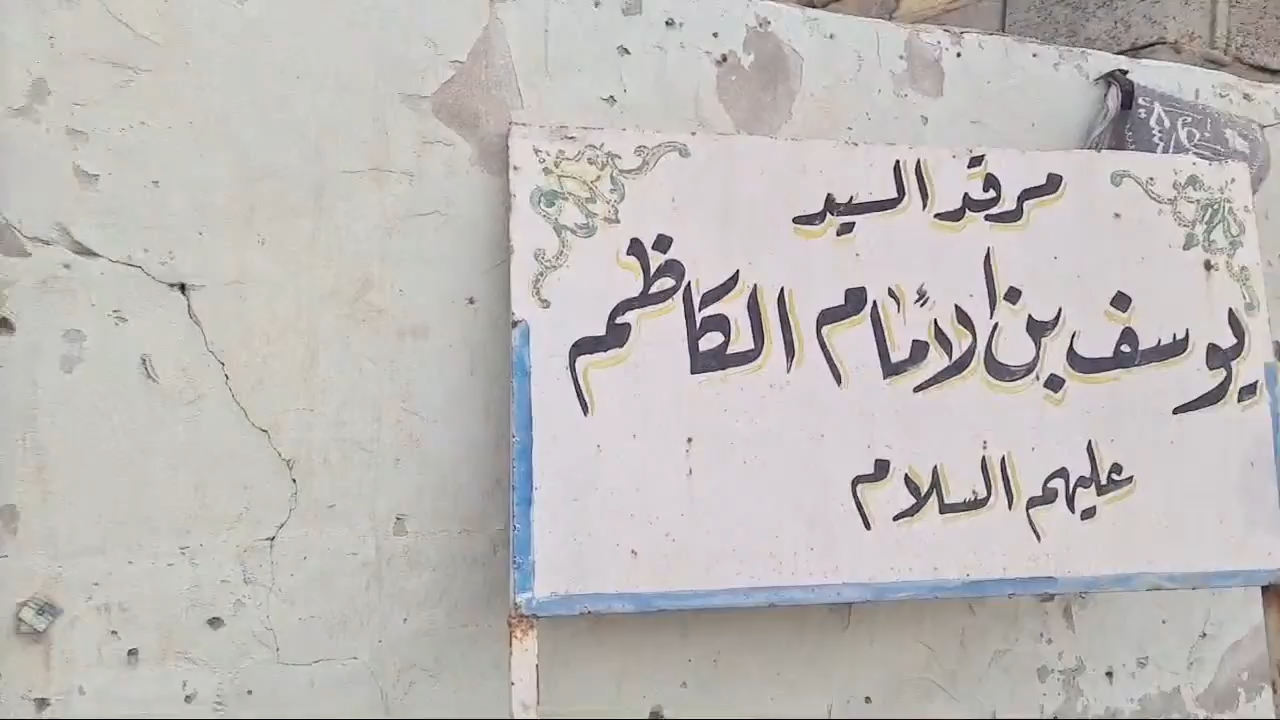 مرقد السيد
يوسف بن الأمام الكاظم
عليهم السلام